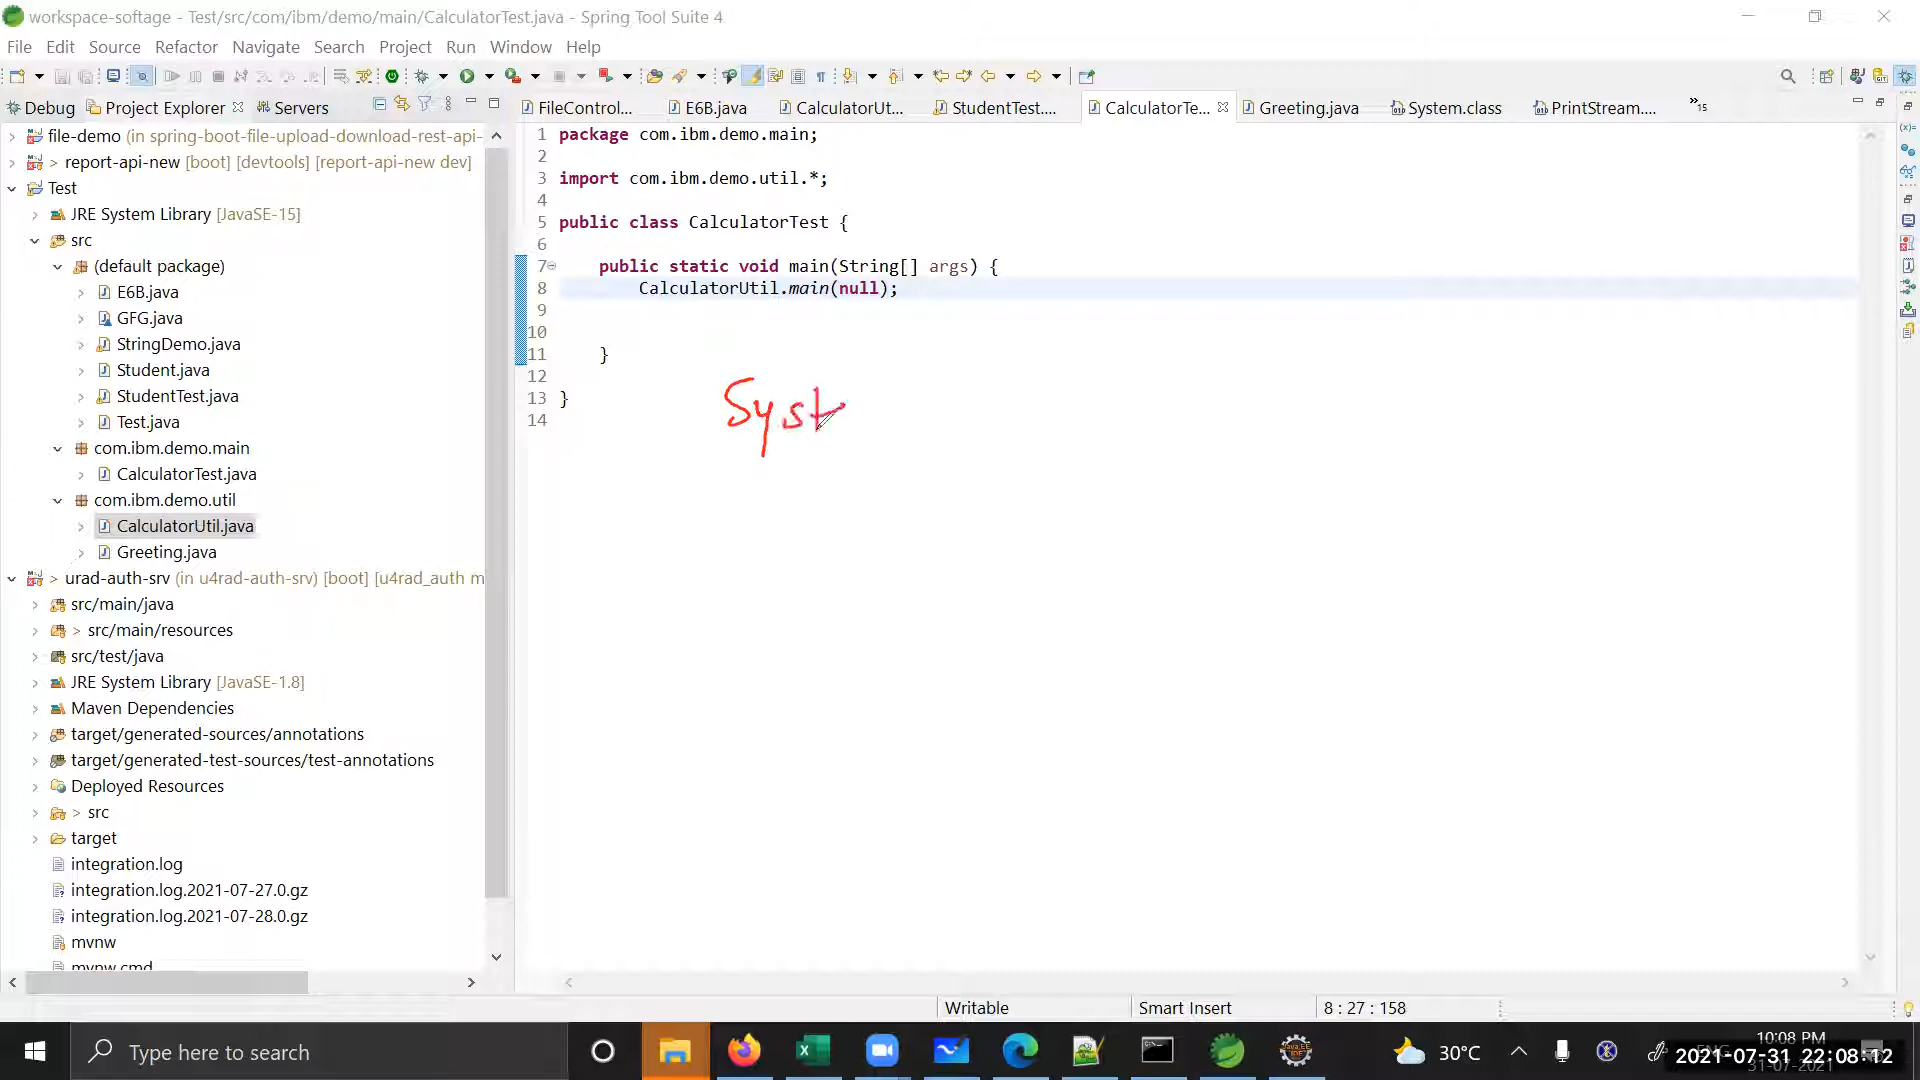 workspace-softage - Test/src/com/ibm/demo/main/CalculatorTest.java - Spring Tool Suite 4
File Edit Source Refactor Navigate Search Project Run Window Help
Debug Project Explorer Servers
FileControl... E6B.java CalculatorUt... StudentTest.... CalculatorTe... Greeting.java System.class PrintStream.... »15
file-demo (in spring-boot-file-upload-download-rest-api-
> report-api-new [boot] [devtools] [report-api-new dev]
Test
JRE System Library [JavaSE-15]
src
(default package)
E6B.java
GFG.java
StringDemo.java
Student.java
StudentTest.java
Test.java
com.ibm.demo.main
CalculatorTest.java
com.ibm.demo.util
CalculatorUtil.java
Greeting.java
> urad-auth-srv (in u4rad-auth-srv) [boot] [u4rad_auth m
src/main/java
> src/main/resources
src/test/java
JRE System Library [JavaSE-1.8]
Maven Dependencies
target/generated-sources/annotations
target/generated-test-sources/test-annotations
Deployed Resources
> src
target
integration.log
integration.log.2021-07-27.0.gz
integration.log.2021-07-28.0.gz
mvnw
mvnw.cmd
1 package com.ibm.demo.main;
2
3 import com.ibm.demo.util.*;
4
5 public class CalculatorTest {
6
7 public static void main(String[] args) {
8 CalculatorUtil.main(null);
9
10
11 }
12
13 }
14
Syst
Writable Smart Insert 8 : 27 : 158
Type here to search
30°C
10:08 PM
2021-07-31 22:08:12
31-07-2021